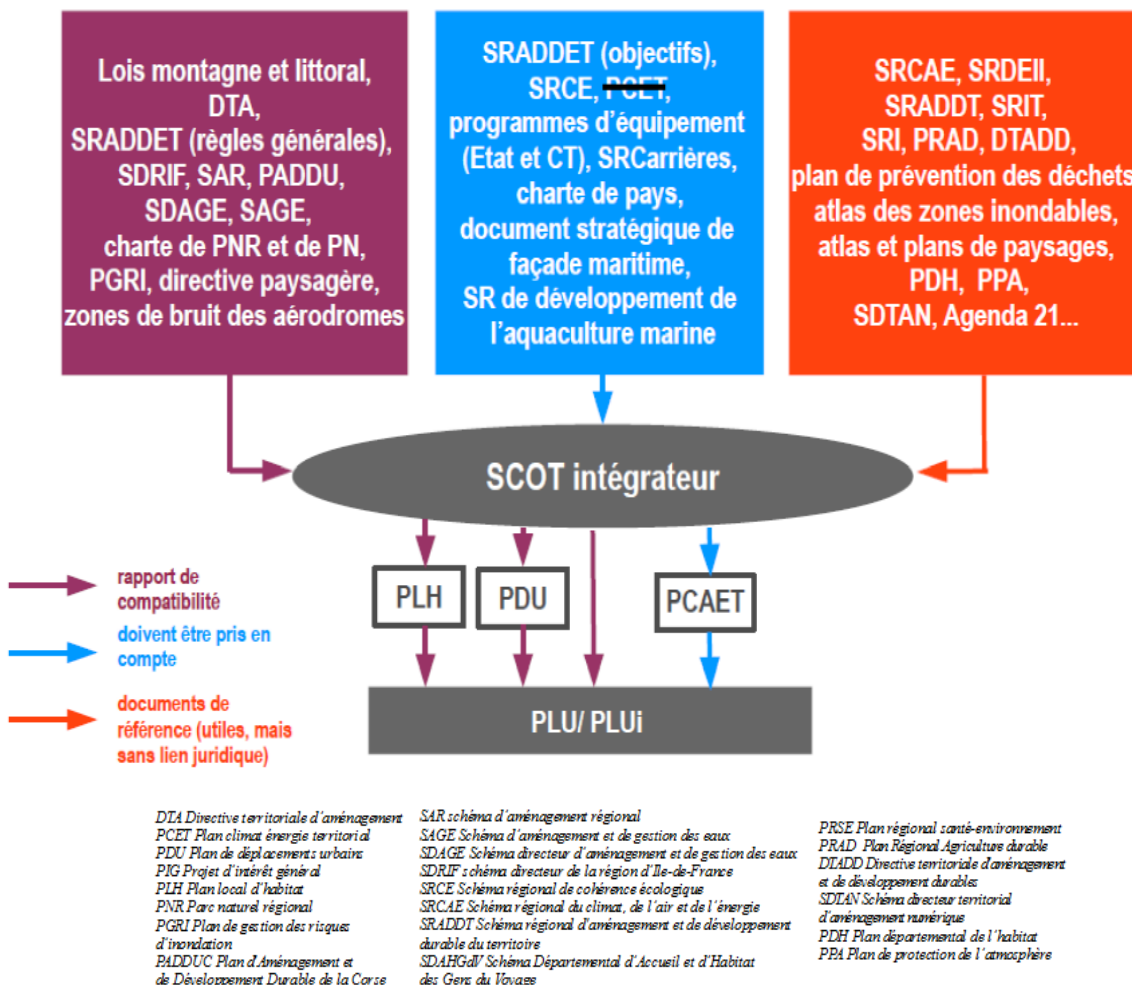 Lois montagne et littoral,
DTA,
SRADDET (règles générales),
SDRIF, SAR, PADDU,
SDAGE, SAGE,
charte de PNR et de PN,
PGRI, directive paysagère,
zones de bruit des aérodromes
SRADDET (objectifs),
SRCE, PCET,
programmes d'équipement
(Etat et CT), SRCarrières,
charte de pays,
document stratégique de
façade maritime,
SR de développement de
l'aquaculture marine
SRCAE, SRDEII,
SRADDT, SRIT,
SRI, PRAD, DTADD,
plan de prévention des déchets
atlas des zones inondables,
atlas et plans de paysages,
PDH, PPA,
SDTAN, Agenda 21...
SCOT intégrateur
PLH
PDU
PCAET
PLU/ PLUi
rapport de
compatibilité
doivent être pris en
compte
documents de
référence (utiles, mais
sans lien juridique)
DTA Directive territoriale d'aménagement
PCET Plan climat énergie territorial
PDU Plan de déplacements urbains
PIG Projet d'intérêt général
PLH Plan local d'habitat
PNR Parc naturel régional
PGRI Plan de gestion des risques
d'inondation
PADDUC Plan d'Aménagement et
de Développement Durable de la Corse
SAR schéma d'aménagement régional
SAGE Schéma d'aménagement et de gestion des eaux
SDAGE Schéma directeur d'aménagement et de gestion des eaux
SDRIF schéma directeur de la région d'Ile-de-France
SRCE Schéma régional de cohérence écologique
SRCAE Schéma régional du climat, de l'air et de l'énergie
SRADDT Schéma régional d'aménagement et de développement
durable du territoire
SDAHGdV Schéma Départemental d'Accueil et d'Habitat
des Gens du Voyage
PRSE Plan régional santé-environnement
PRAD Plan Régional Agriculture durable
DTADD Directive territoriale d'aménagement
et de développement durables
SDTAN Schéma directeur territorial
d'aménagement numérique
PDH Plan départemental de l'habitat
PPA Plan de protection de l'atmosphère